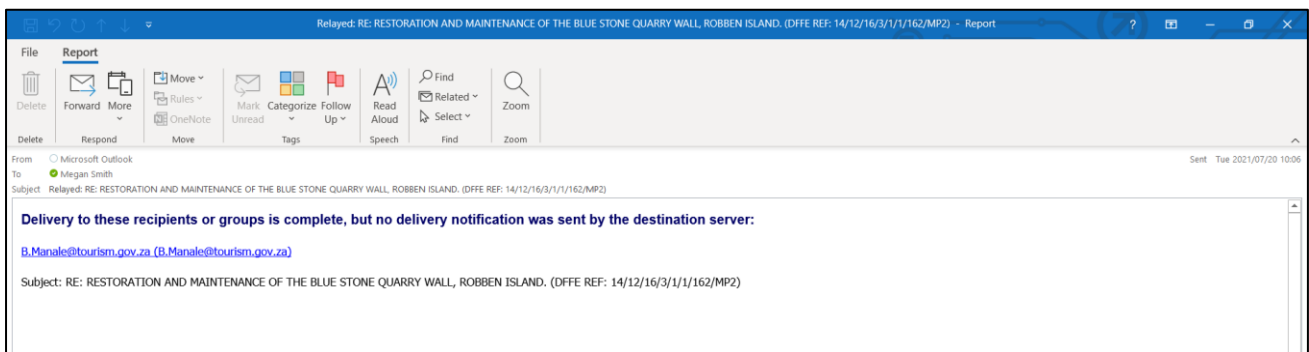 Relayed: RE: RESTORATION AND MAINTENANCE OF THE BLUE STONE QUARRY WALL, ROBBEN ISLAND. (DFFE REF: 14/12/16/3/1/1/162/MP2) - Report
File Report
Delete
Forward
More
Move
Rules
OneNote
Mark Unread
Categorize
Follow Up
Read Aloud
Find
Related
Select
Zoom
Delete Respond Move Tags Speech Find Zoom
From Microsoft Outlook Sent Tue 2021/07/20 10:06
To Megan Smith
Subject Relayed: RE: RESTORATION AND MAINTENANCE OF THE BLUE STONE QUARRY WALL, ROBBEN ISLAND. (DFFE REF: 14/12/16/3/1/1/162/MP2)
Delivery to these recipients or groups is complete, but no delivery notification was sent by the destination server:
B.Manale@tourism.gov.za (B.Manale@tourism.gov.za)
Subject: RE: RESTORATION AND MAINTENANCE OF THE BLUE STONE QUARRY WALL, ROBBEN ISLAND. (DFFE REF: 14/12/16/3/1/1/162/MP2)